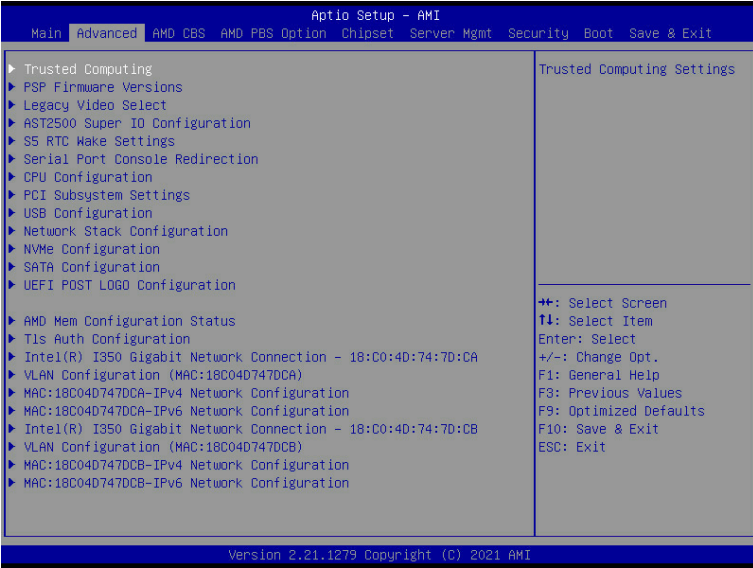 Aptio Setup – AMI
Main Advanced AMD CBS AMD PBS Option Chipset Server Mgmt Security Boot Save & Exit
▶ Trusted Computing
▶ PSP Firmware Versions
▶ Legacy Video Select
▶ AST2500 Super IO Configuration
▶ S5 RTC Wake Settings
▶ Serial Port Console Redirection
▶ CPU Configuration
▶ PCI Subsystem Settings
▶ USB Configuration
▶ Network Stack Configuration
▶ NVMe Configuration
▶ SATA Configuration
▶ UEFI POST LOGO Configuration
▶ AMD Mem Configuration Status
▶ Tls Auth Configuration
▶ Intel(R) I350 Gigabit Network Connection – 18:C0:4D:74:7D:CA
▶ VLAN Configuration (MAC:18C04D747DCA)
▶ MAC:18C04D747DCA-IPv4 Network Configuration
▶ MAC:18C04D747DCA-IPv6 Network Configuration
▶ Intel(R) I350 Gigabit Network Connection – 18:C0:4D:74:7D:CB
▶ VLAN Configuration (MAC:18C04D747DCB)
▶ MAC:18C04D747DCB-IPv4 Network Configuration
▶ MAC:18C04D747DCB-IPv6 Network Configuration
Trusted Computing Settings
→←: Select Screen
↑↓: Select Item
Enter: Select
+/-: Change Opt.
F1: General Help
F3: Previous Values
F9: Optimized Defaults
F10: Save & Exit
ESC: Exit
Version 2.21.1279 Copyright (C) 2021 AMI